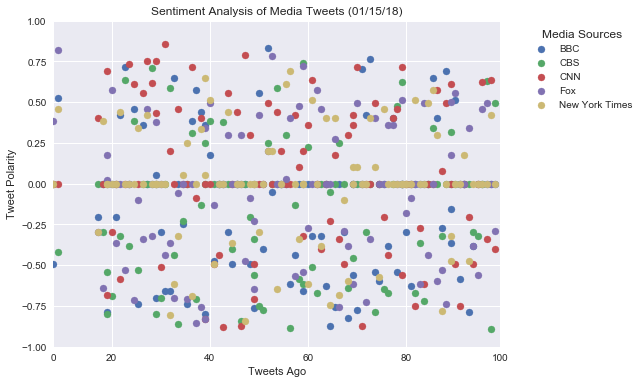 Sentiment Analysis of Media Tweets (01/15/18)
1.00
0.75
0.50
0.25
0.00
−0.25
−0.50
−0.75
−1.00
Tweet Polarity
0 20 40 60 80 100
Tweets Ago
Media Sources
BBC
CBS
CNN
Fox
New York Times